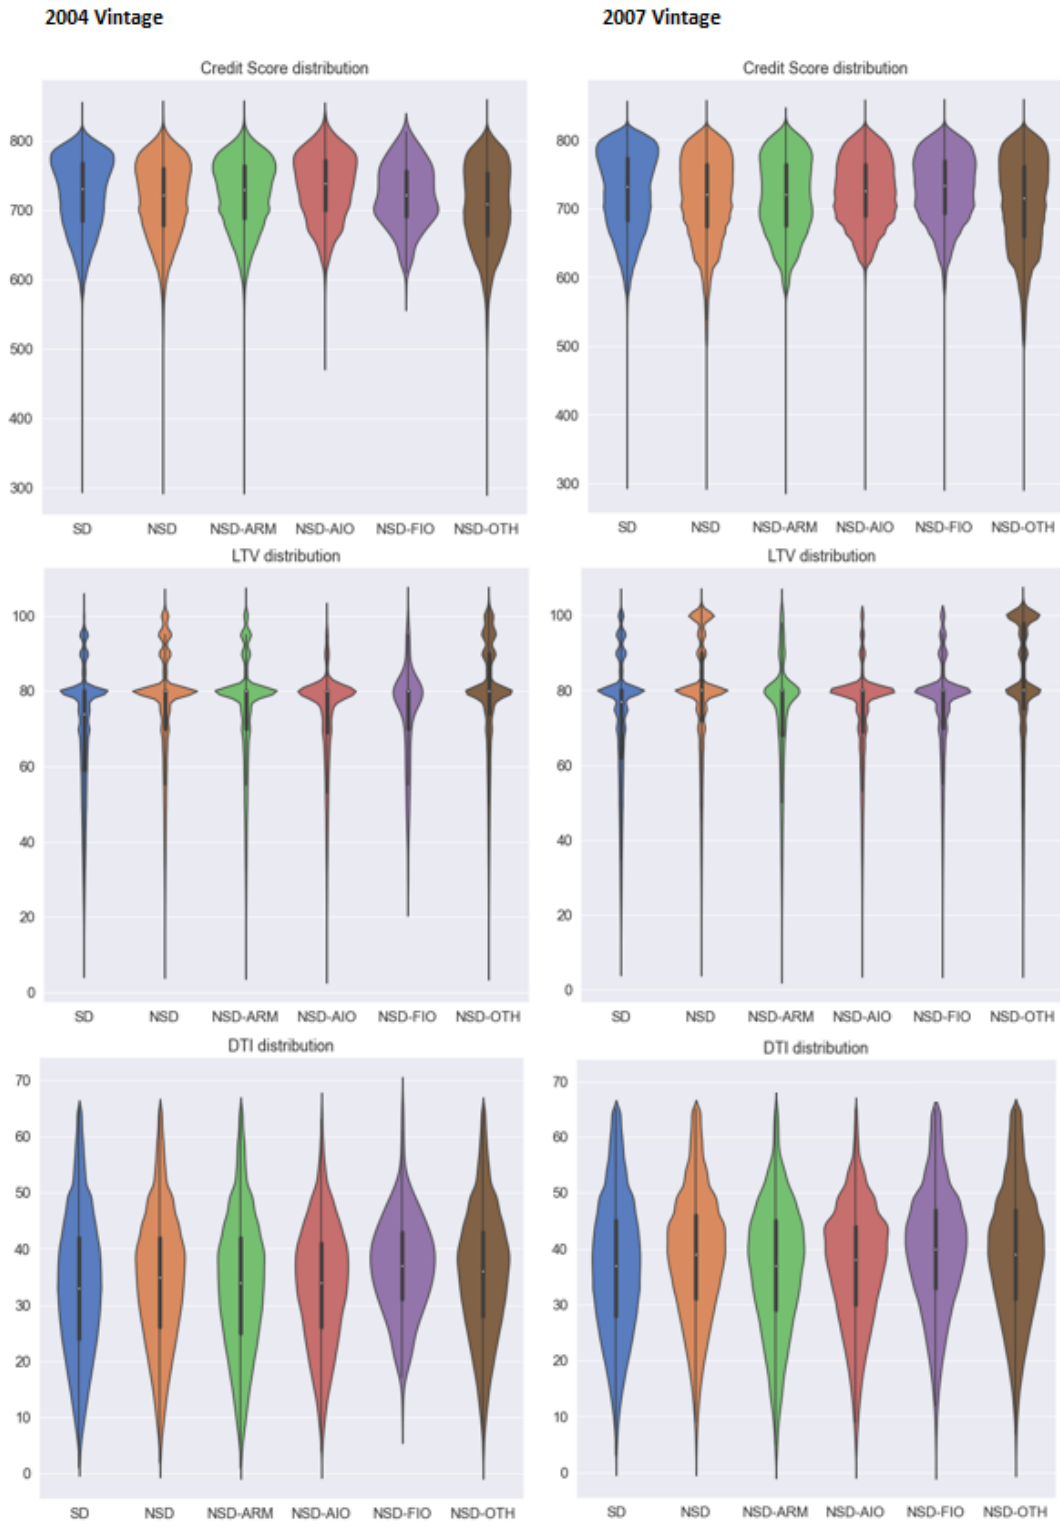 2004 Vintage
2007 Vintage
Credit Score distribution
800
700
600
500
400
300
SD NSD NSD-ARM NSD-AIO NSD-FIO NSD-OTH
Credit Score distribution
800
700
600
500
400
300
SD NSD NSD-ARM NSD-AIO NSD-FIO NSD-OTH
LTV distribution
100
80
60
40
20
0
SD NSD NSD-ARM NSD-AIO NSD-FIO NSD-OTH
LTV distribution
100
80
60
40
20
0
SD NSD NSD-ARM NSD-AIO NSD-FIO NSD-OTH
DTI distribution
70
60
50
40
30
20
10
0
SD NSD NSD-ARM NSD-AIO NSD-FIO NSD-OTH
DTI distribution
70
60
50
40
30
20
10
0
SD NSD NSD-ARM NSD-AIO NSD-FIO NSD-OTH